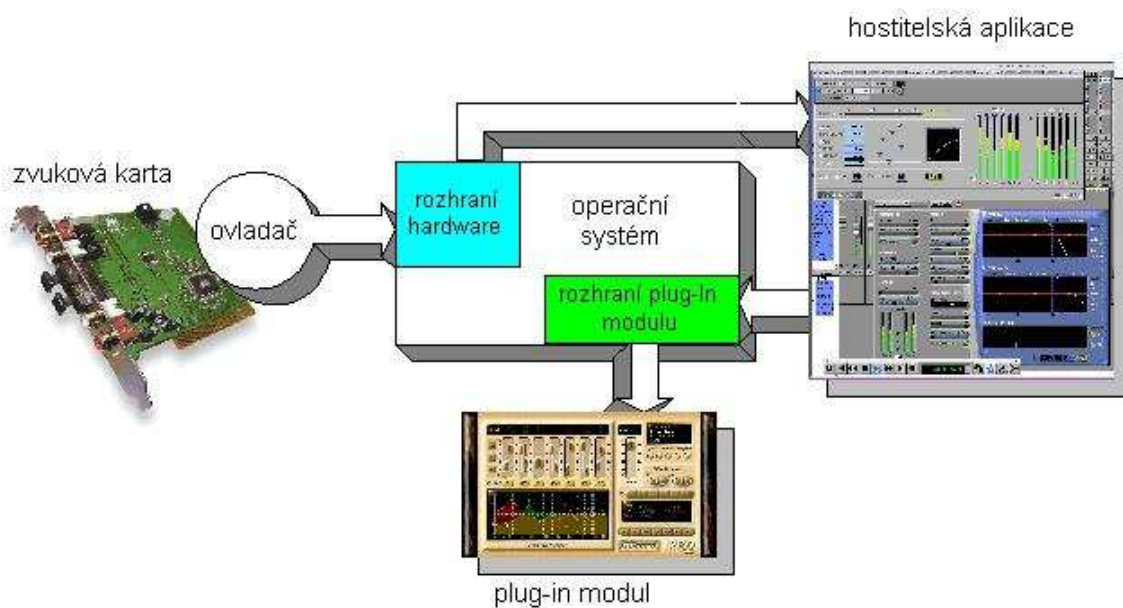 hostitelská aplikace
zvuková karta
ovladač
rozhraní
hardware
operační
systém
rozhraní plug-In
modulu
plug-in modul